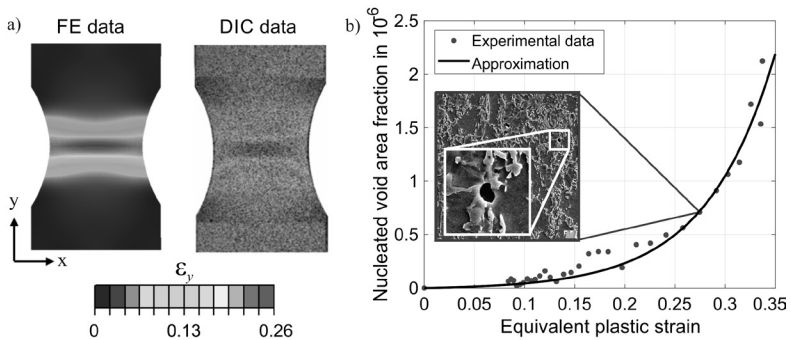 a)
FE data
DIC data
y
x
εy
0
0.13
0.26
b)
Nucleated void area fraction in 10-6
2.5
2
1.5
1
0.5
0
Experimental data
Approximation
0
0.05
0.1
0.15
0.2
0.25
0.3
0.35
Equivalent plastic strain